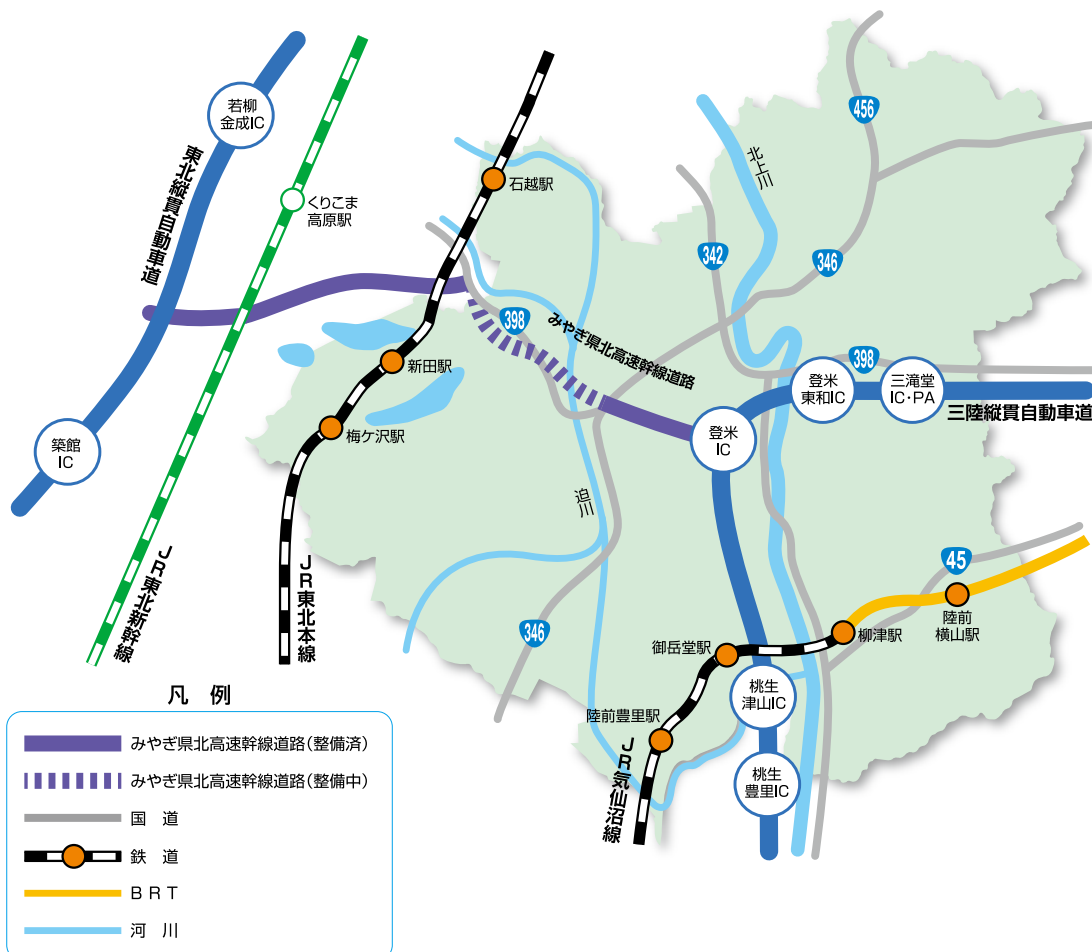 若柳
金成IC
東北縦貫自動車道
くりこま
高原駅
石越駅
北上川
456
342
346
398
みやぎ県北高速幹線道路
398
新田駅
登米
東和IC
三滝堂
IC・PA
三陸縦貫自動車道
梅ケ沢駅
登米
IC
築館
IC
迫川
JR東北新幹線
JR東北本線
45
陸前
横山駅
346
御岳堂駅
柳津駅
桃生
津山IC
陸前豊里駅
JR気仙沼線
桃生
豊里IC
凡 例
みやぎ県北高速幹線道路(整備済)
みやぎ県北高速幹線道路(整備中)
国 道
鉄 道
B R T
河 川